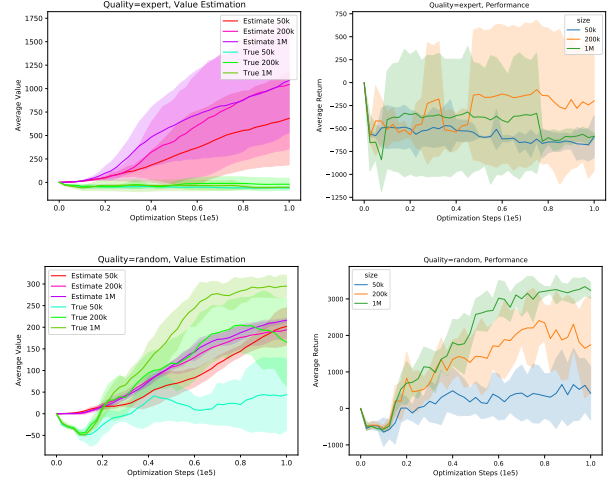 Quality=expert, Value Estimation
Average Value
1750
1500
1250
1000
750
500
250
0
0.0
0.2
0.4
0.6
0.8
1.0
Optimization Steps (1e5)
Estimate 50k
Estimate 200k
Estimate 1M
True 50k
True 200k
True 1M
Quality=expert, Performance
Average Return
750
500
250
0
−250
−500
−750
−1000
−1250
0.0
0.2
0.4
0.6
0.8
1.0
Optimization Steps (1e5)
size
50k
200k
1M
Quality=random, Value Estimation
Average Value
300
250
200
150
100
50
0
−50
0.0
0.2
0.4
0.6
0.8
1.0
Optimization Steps (1e5)
Estimate 50k
Estimate 200k
Estimate 1M
True 50k
True 200k
True 1M
Quality=random, Performance
Average Return
3000
2000
1000
0
−1000
0.0
0.2
0.4
0.6
0.8
1.0
Optimization Steps (1e5)
size
50k
200k
1M